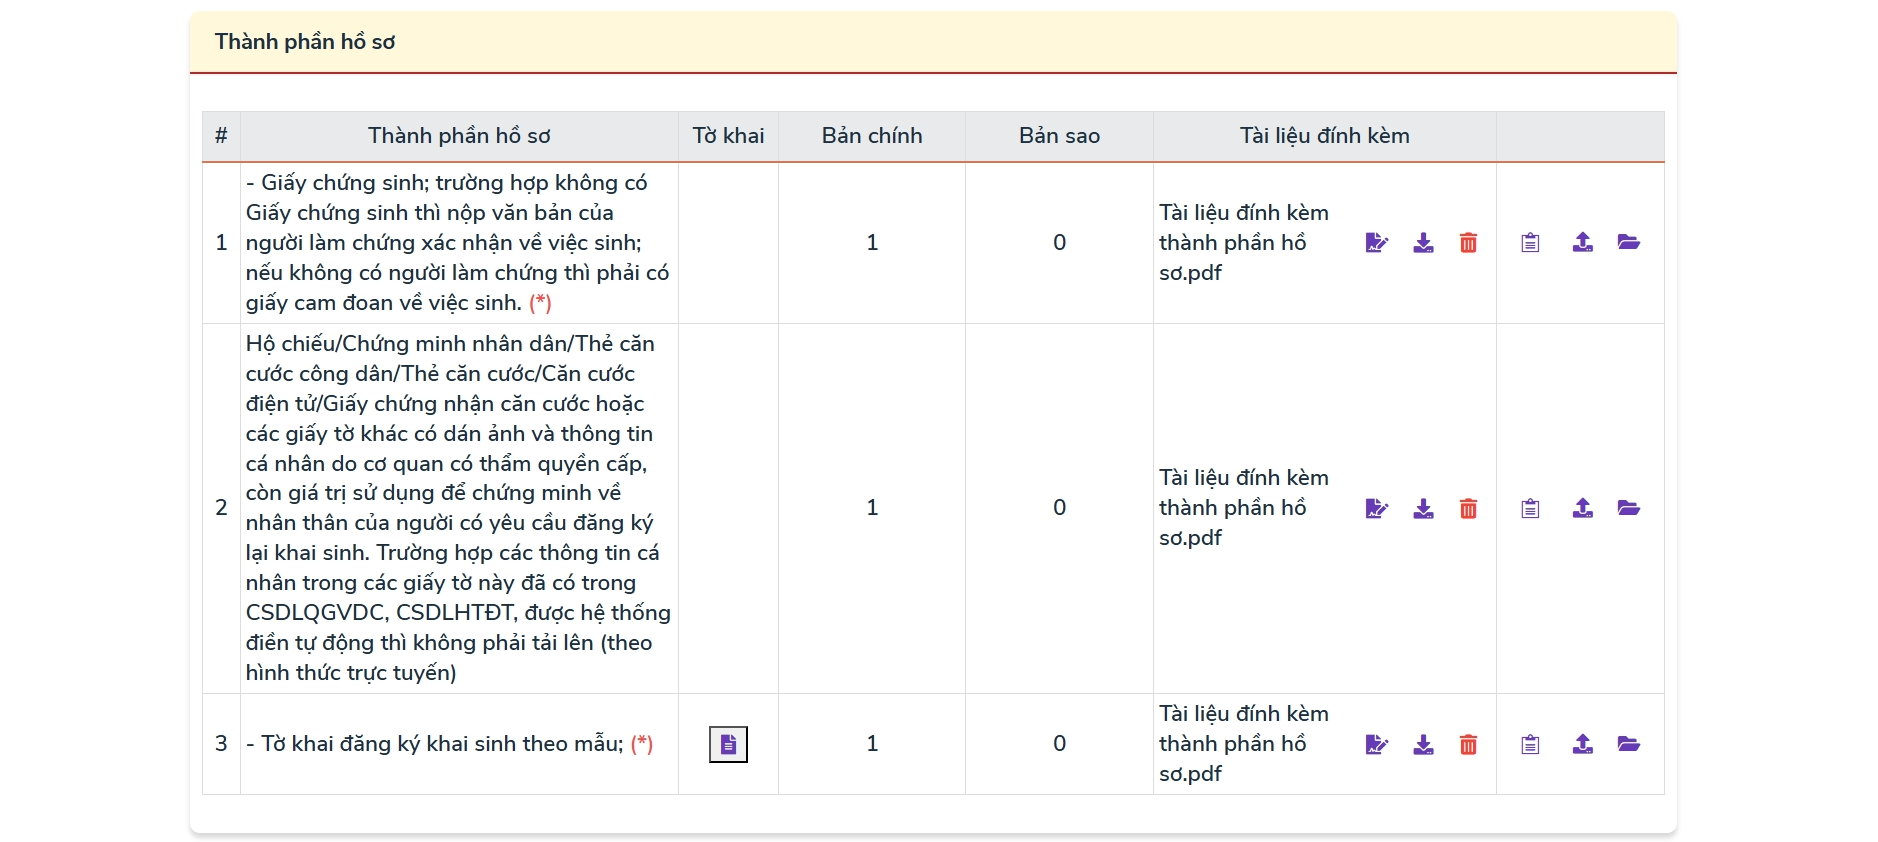 Thành phần hồ sơ
# Thành phần hồ sơ Tờ khai Bản chính Bản sao Tài liệu đính kèm
1
- Giấy chứng sinh; trường hợp không có
Giấy chứng sinh thì nộp văn bản của
người làm chứng xác nhận về việc sinh;
nếu không có người làm chứng thì phải có
giấy cam đoan về việc sinh. (*)
1
0
Tài liệu đính kèm
thành phần hồ
sơ.pdf
2
Hộ chiếu/Chứng minh nhân dân/Thẻ căn
cước công dân/Thẻ căn cước/Căn cước
điện tử/Giấy chứng nhận căn cước hoặc
các giấy tờ khác có dán ảnh và thông tin
cá nhân do cơ quan có thẩm quyền cấp,
còn giá trị sử dụng để chứng minh về
nhân thân của người có yêu cầu đăng ký
lại khai sinh. Trường hợp các thông tin cá
nhân trong các giấy tờ này đã có trong
CSDLQGVDC, CSDLHTĐT, được hệ thống
điền tự động thì không phải tải lên (theo
hình thức trực tuyến)
1
0
Tài liệu đính kèm
thành phần hồ
sơ.pdf
3
- Tờ khai đăng ký khai sinh theo mẫu; (*)
1
0
Tài liệu đính kèm
thành phần hồ
sơ.pdf